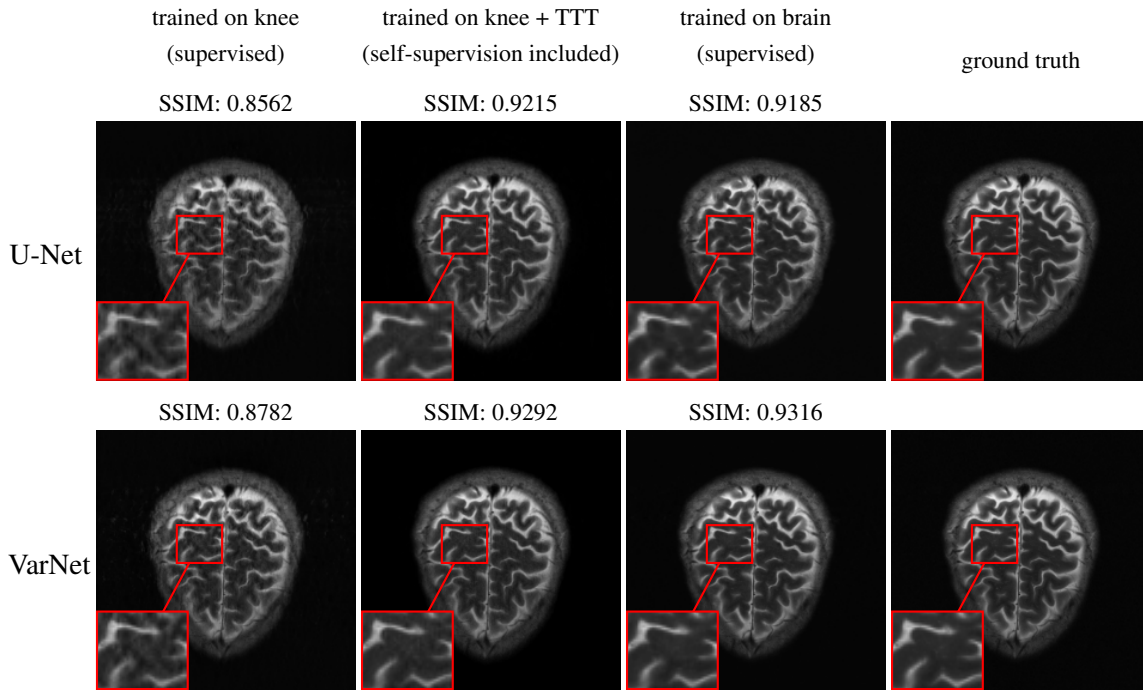 trained on knee
(supervised)
trained on knee + TTT
(self-supervision included)
trained on brain
(supervised)
ground truth
SSIM: 0.8562
SSIM: 0.9215
SSIM: 0.9185
U-Net
SSIM: 0.8782
SSIM: 0.9292
SSIM: 0.9316
VarNet